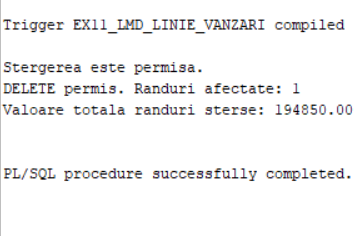 Trigger EX11_LMD_LINIE_VANZARI compiled
Stergerea este permisa.
DELETE permis. Randuri afectate: 1
Valoare totala randuri sterse: 194850.00
PL/SQL procedure successfully completed.